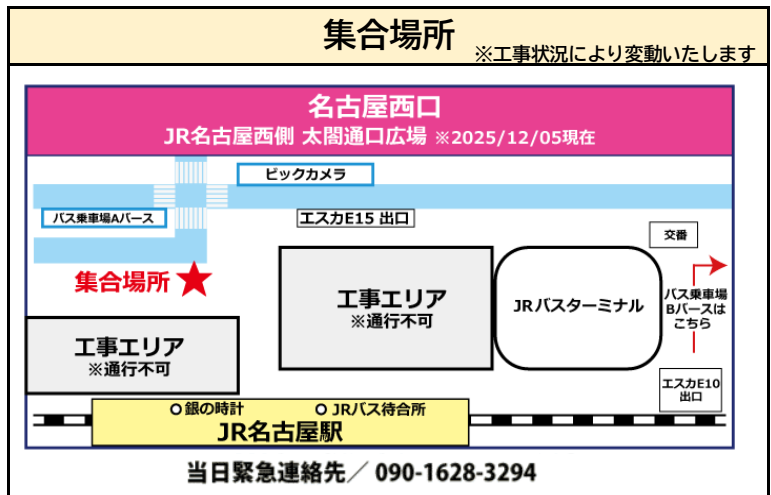 集合場所
※工事状況により変動いたします
名古屋西口
JR名古屋西側 太閤通口広場 ※2025/12/05現在
ビックカメラ
バス乗車場Aバース
エスカE15 出口
交番
集合場所
工事エリア
※通行不可
JRバスターミナル
バス乗車場
Bバースは
こちら
工事エリア
※通行不可
エスカE10
出口
銀の時計
JRバス待合所
JR名古屋駅
当日緊急連絡先／ 090-1628-3294